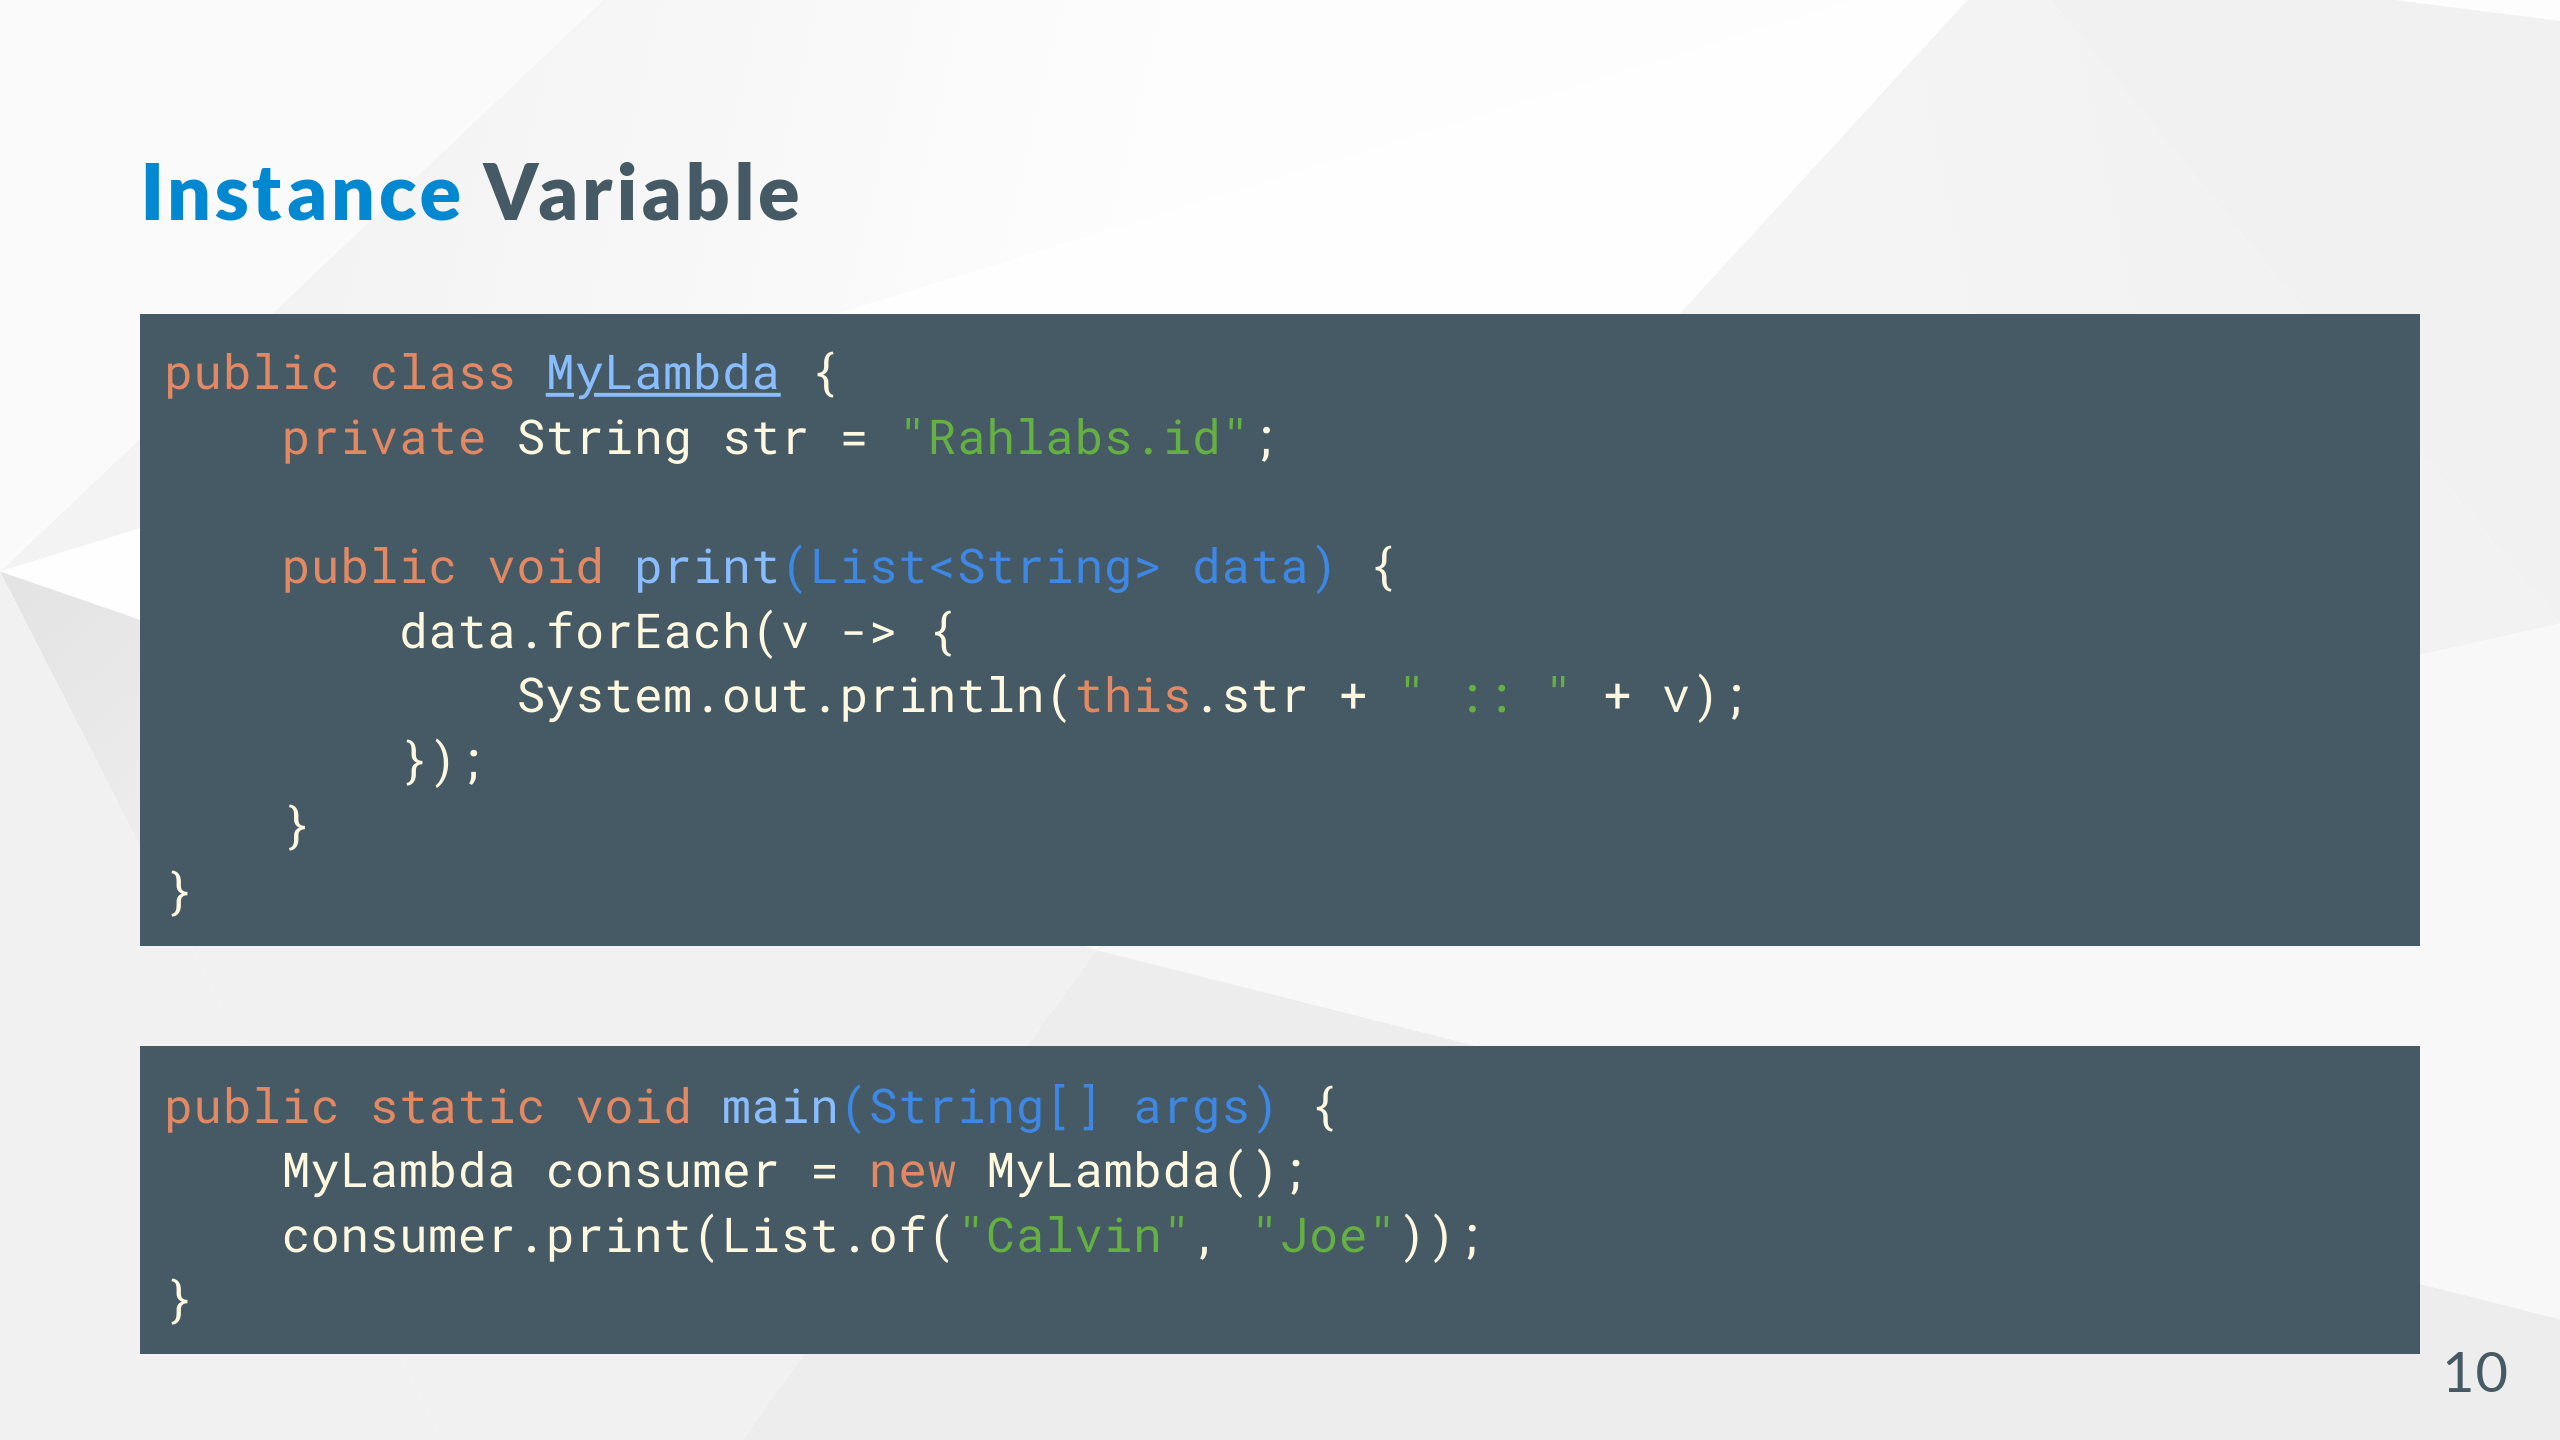 Instance Variable
public class MyLambda {
    private String str = "Rahlabs.id";

    public void print(List<String> data) {
        data.forEach(v -> {
            System.out.println(this.str + " :: " + v);
        });
    }
}
public static void main(String[] args) {
    MyLambda consumer = new MyLambda();
    consumer.print(List.of("Calvin", "Joe"));
}
10